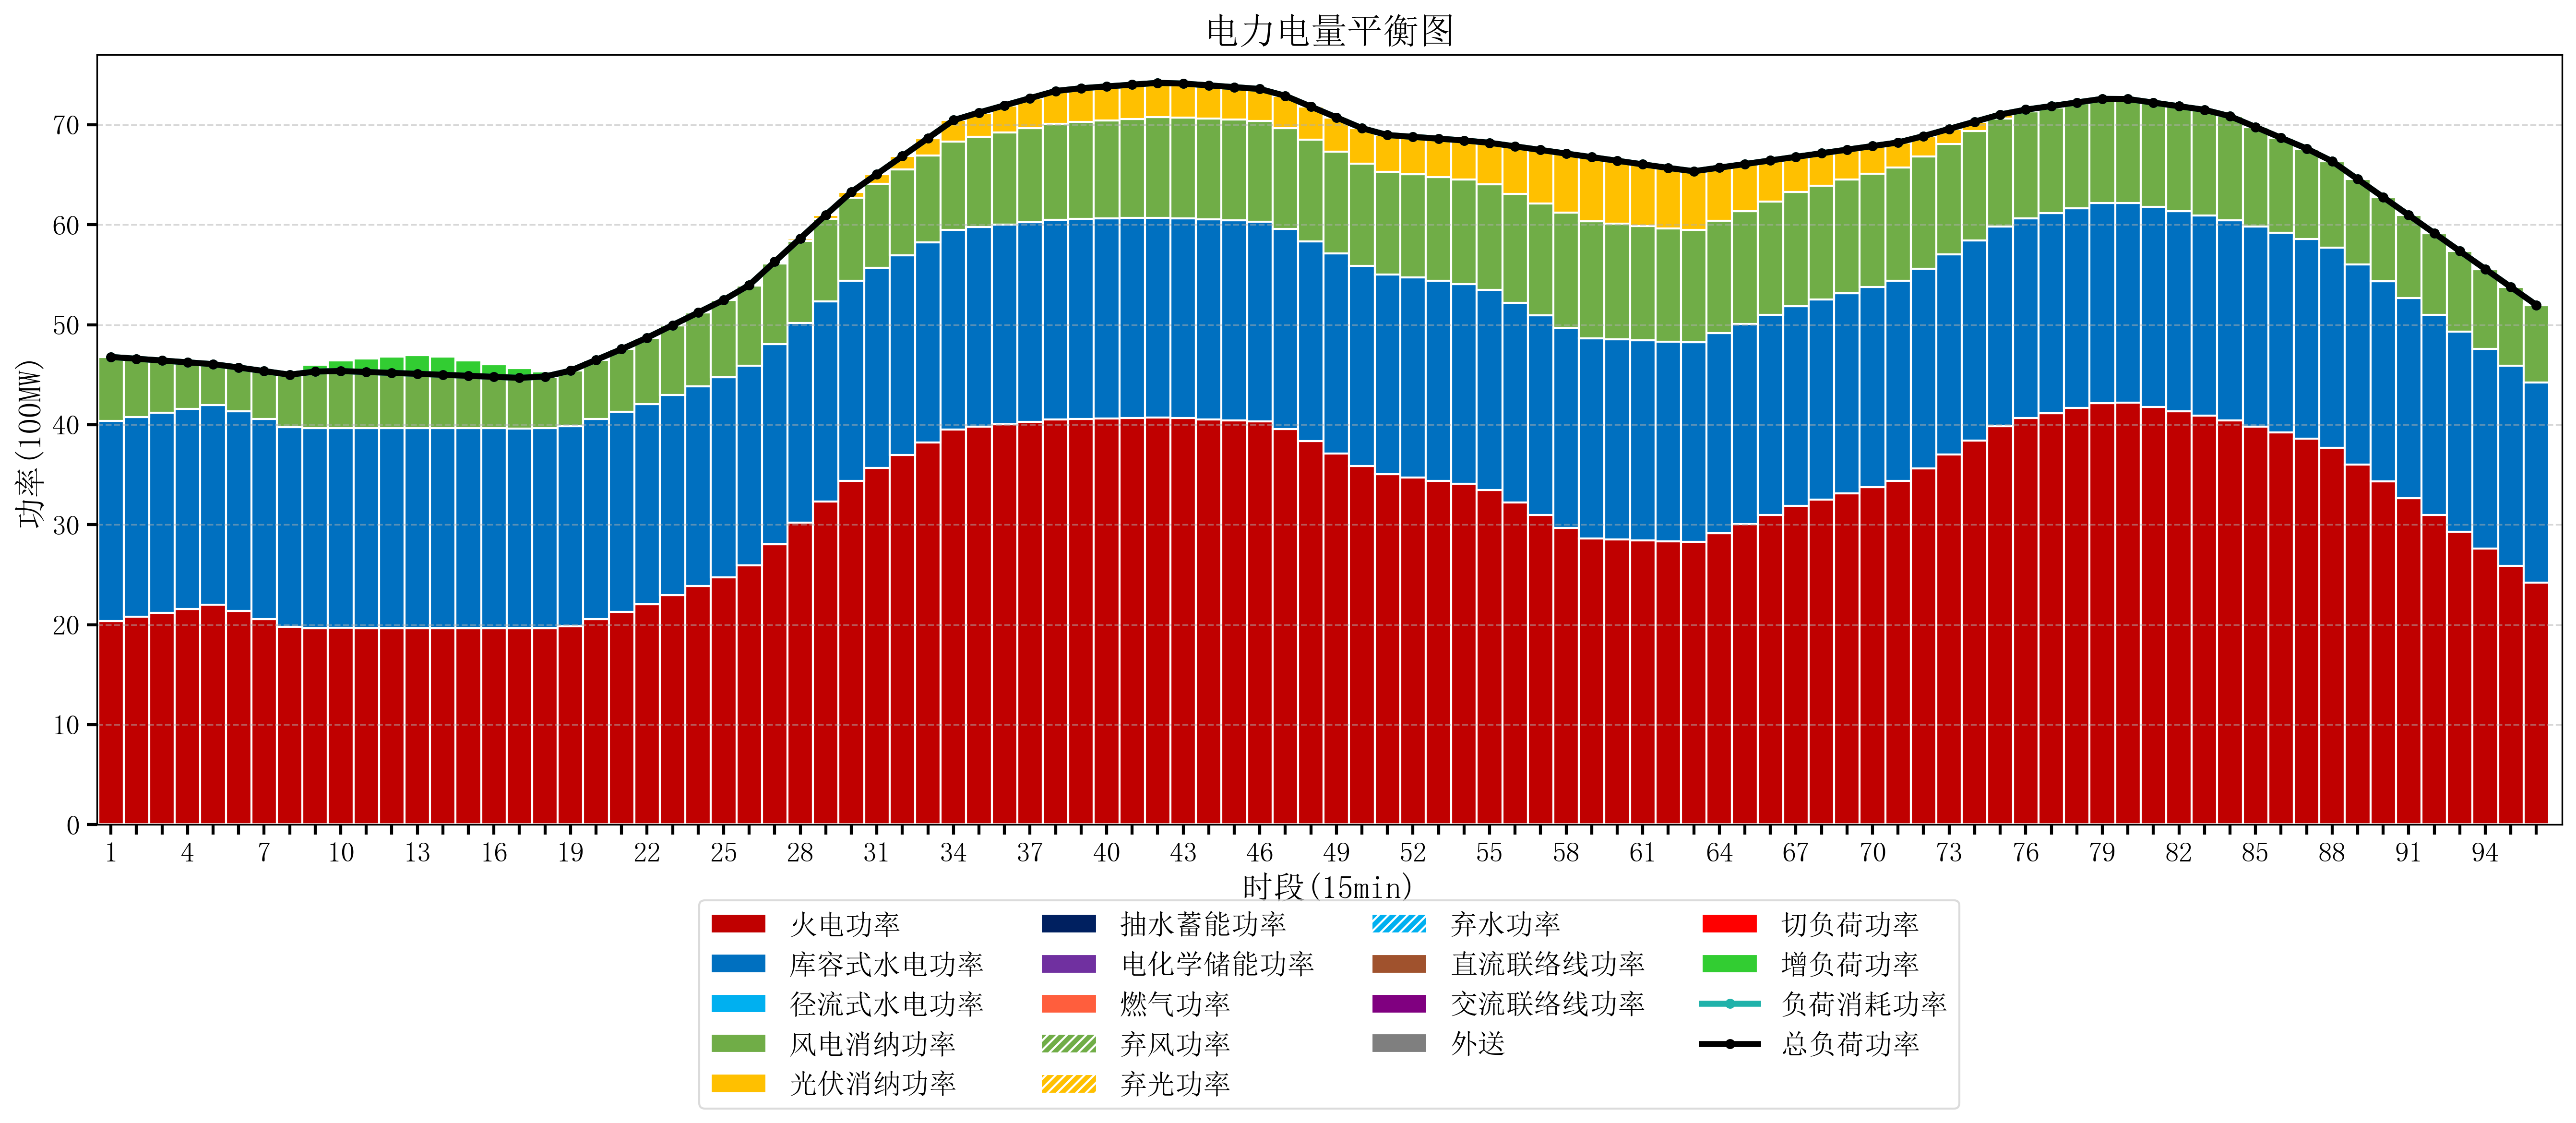 电力电量平衡图
功率(100MW)
70
60
50
40
30
20
10
0
1 4 7 10 13 16 19 22 25 28 31 34 37 40 43 46 49 52 55 58 61 64 67 70 73 76 79 82 85 88 91 94
时段(15min)
火电功率 抽水蓄能功率 弃水功率 切负荷功率
库容式水电功率 电化学储能功率 直流联络线功率 增负荷功率
径流式水电功率 燃气功率 交流联络线功率 负荷消耗功率
风电消纳功率 弃风功率 外送 总负荷功率
光伏消纳功率 弃光功率